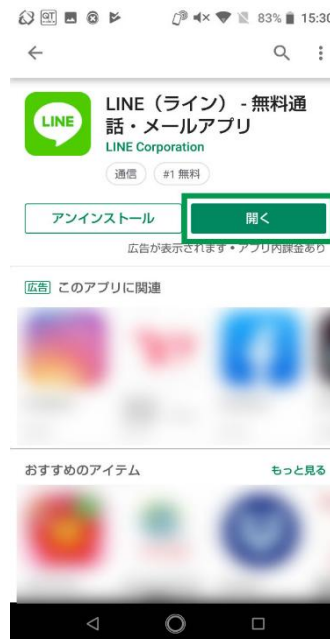 QT 83% 15:30
LINE（ライン） - 無料通
話・メールアプリ
LINE
LINE Corporation
通信 #1 無料
アンインストール 開く
広告が表示されます • アプリ内課金あり
広告 このアプリに関連
おすすめのアイテム もっと見る